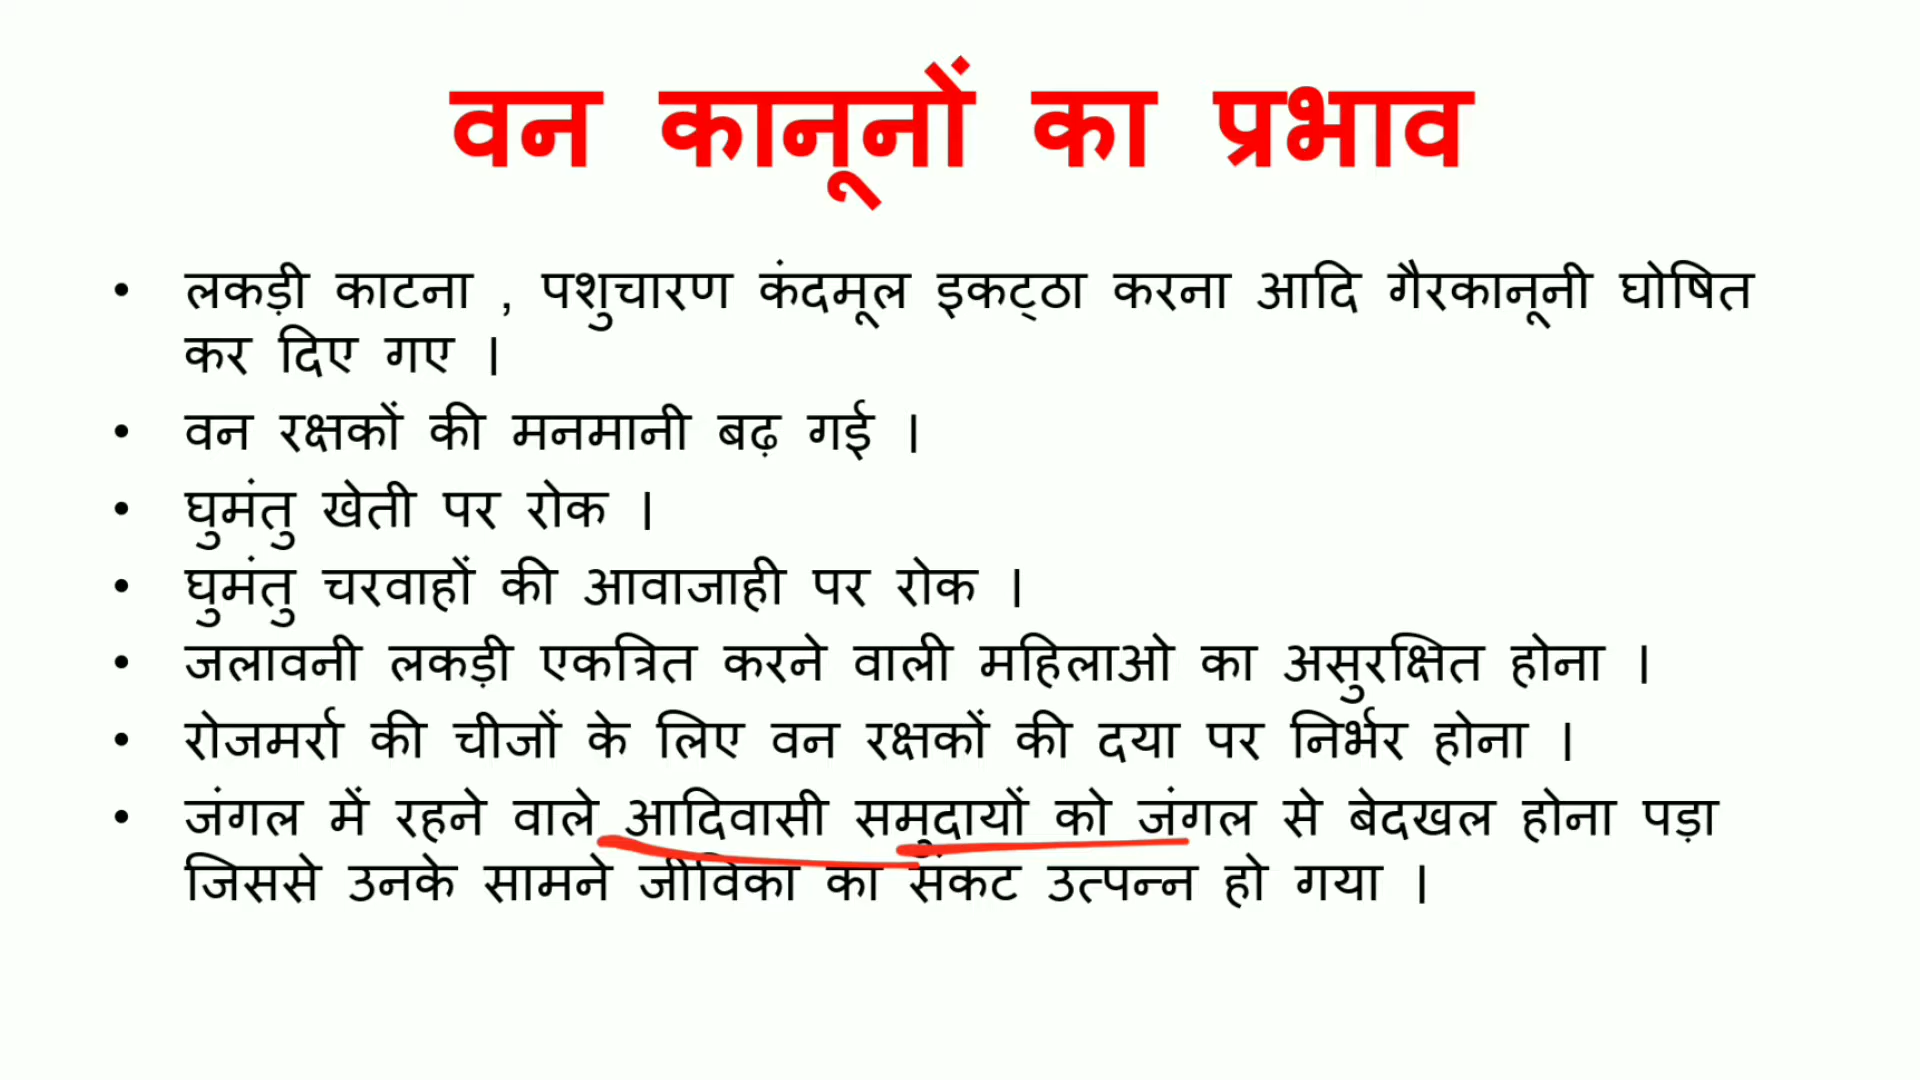 वन कानूनों का प्रभाव
• लकड़ी काटना , पशुचारण कंदमूल इकट्ठा करना आदि गैरकानूनी घोषित
कर दिए गए ।
• वन रक्षकों की मनमानी बढ़ गई ।
• घुमंतु खेती पर रोक ।
• घुमंतु चरवाहों की आवाजाही पर रोक ।
• जलावनी लकड़ी एकत्रित करने वाली महिलाओ का असुरक्षित होना ।
• रोजमर्रा की चीजों के लिए वन रक्षकों की दया पर निर्भर होना ।
• जंगल में रहने वाले आदिवासी समुदायों को जंगल से बेदखल होना पड़ा
जिससे उनके सामने जीविका का संकट उत्पन्न हो गया ।